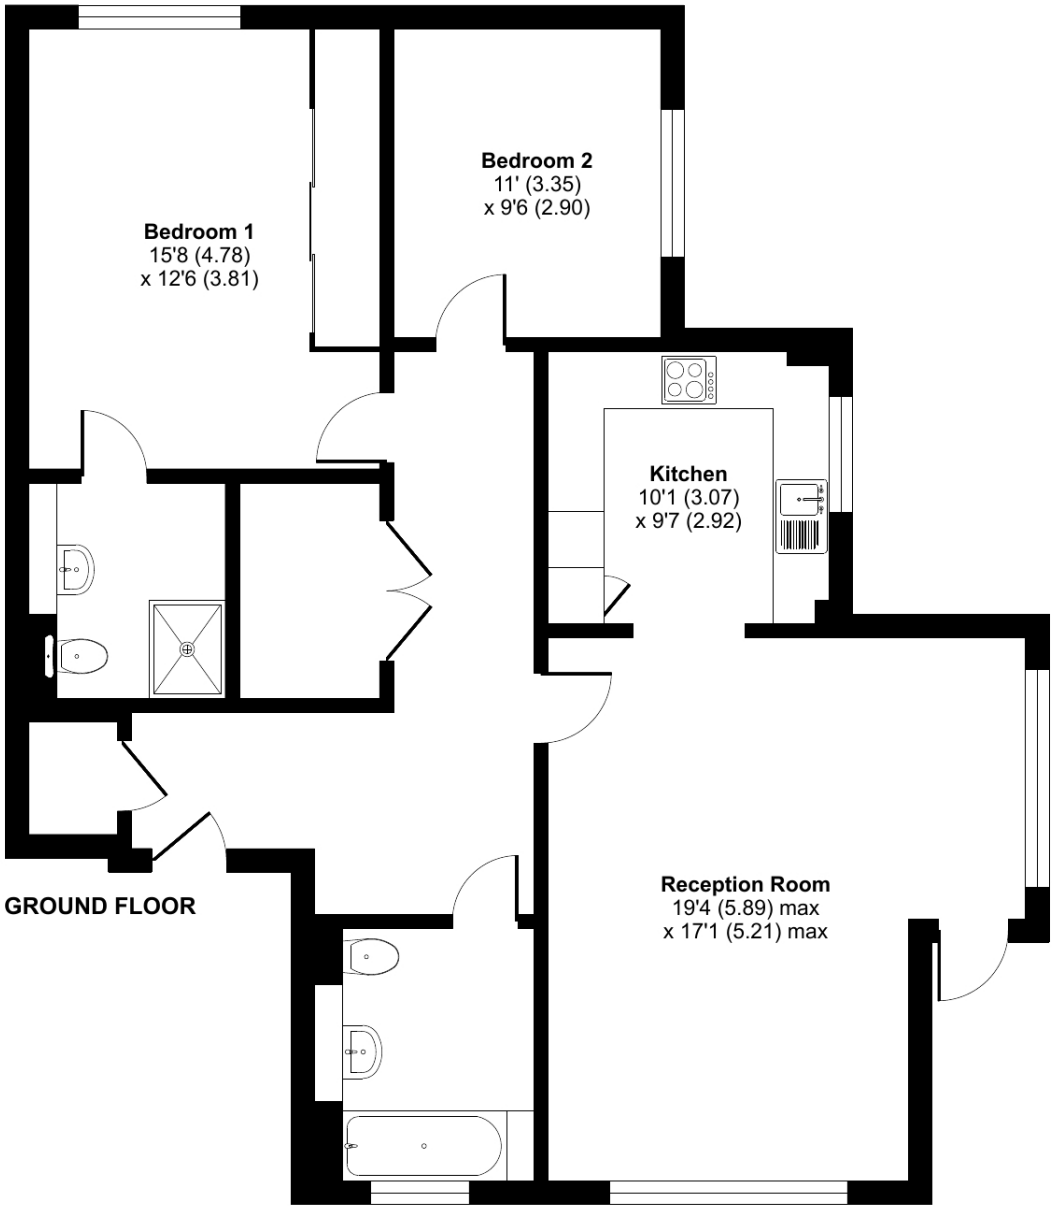 Bedroom 1
15'8 (4.78)
x 12'6 (3.81)
Bedroom 2
11' (3.35)
x 9'6 (2.90)
Kitchen
10'1 (3.07)
x 9'7 (2.92)
Reception Room
19'4 (5.89) max
x 17'1 (5.21) max
GROUND FLOOR